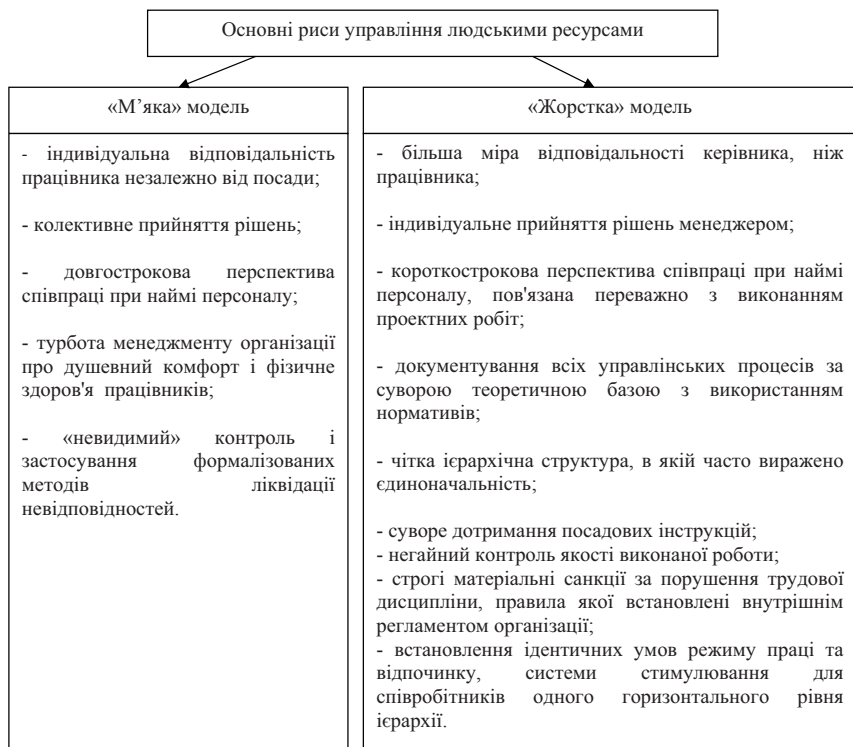 Основні риси управління людськими ресурсами
«М’яка» модель
- індивідуальна відповідальність
працівника незалежно від посади;
- колективне прийняття рішень;
- довгострокова перспектива
співпраці при наймі персоналу;
- турбота менеджменту організації
про душевний комфорт і фізичне
здоров'я працівників;
- «невидимий» контроль і
застосування формалізованих
методів ліквідації
невідповідностей.
«Жорстка» модель
- більша міра відповідальності керівника, ніж
працівника;
- індивідуальне прийняття рішень менеджером;
- короткострокова перспектива співпраці при наймі
персоналу, пов'язана переважно з виконанням
проектних робіт;
- документування всіх управлінських процесів за
суворою теоретичною базою з використанням
нормативів;
- чітка ієрархічна структура, в якій часто виражено
єдиноначальність;
- суворе дотримання посадових інструкцій;
- негайний контроль якості виконаної роботи;
- строгі матеріальні санкції за порушення трудової
дисципліни, правила якої встановлені внутрішнім
регламентом організації;
- встановлення ідентичних умов режиму праці та
відпочинку, системи стимулювання для
співробітників одного горизонтального рівня
ієрархії.